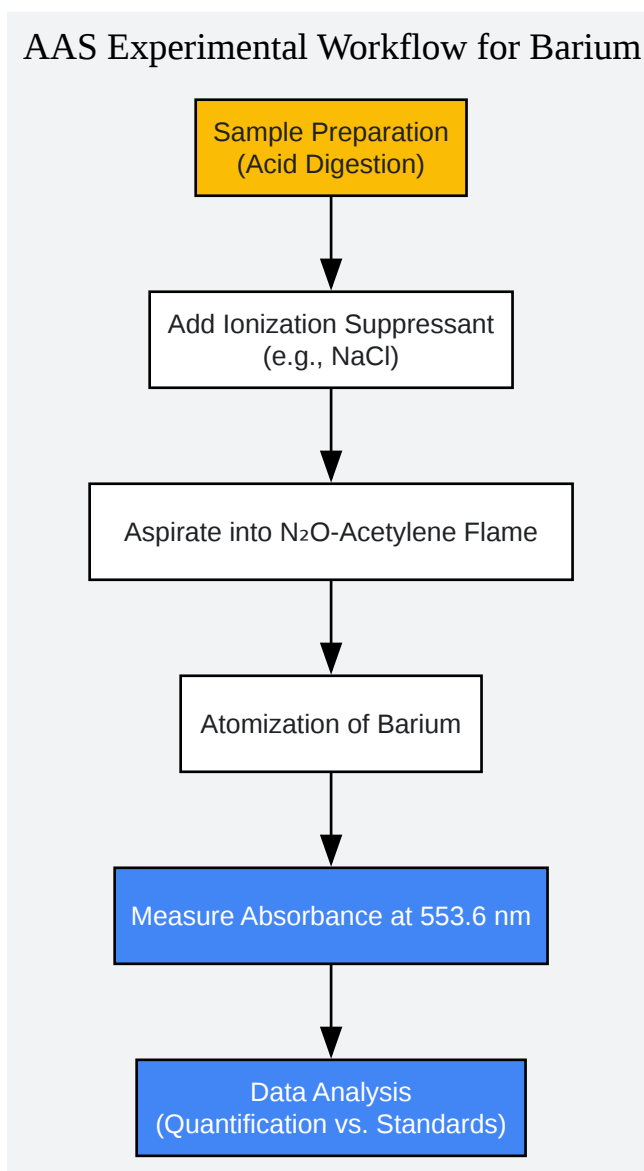 AAS Experimental Workflow for Barium
Sample Preparation
(Acid Digestion)
Add Ionization Suppressant
(e.g., NaCl)
Aspirate into N₂O-Acetylene Flame
Atomization of Barium
Measure Absorbance at 553.6 nm
Data Analysis
(Quantification vs. Standards)